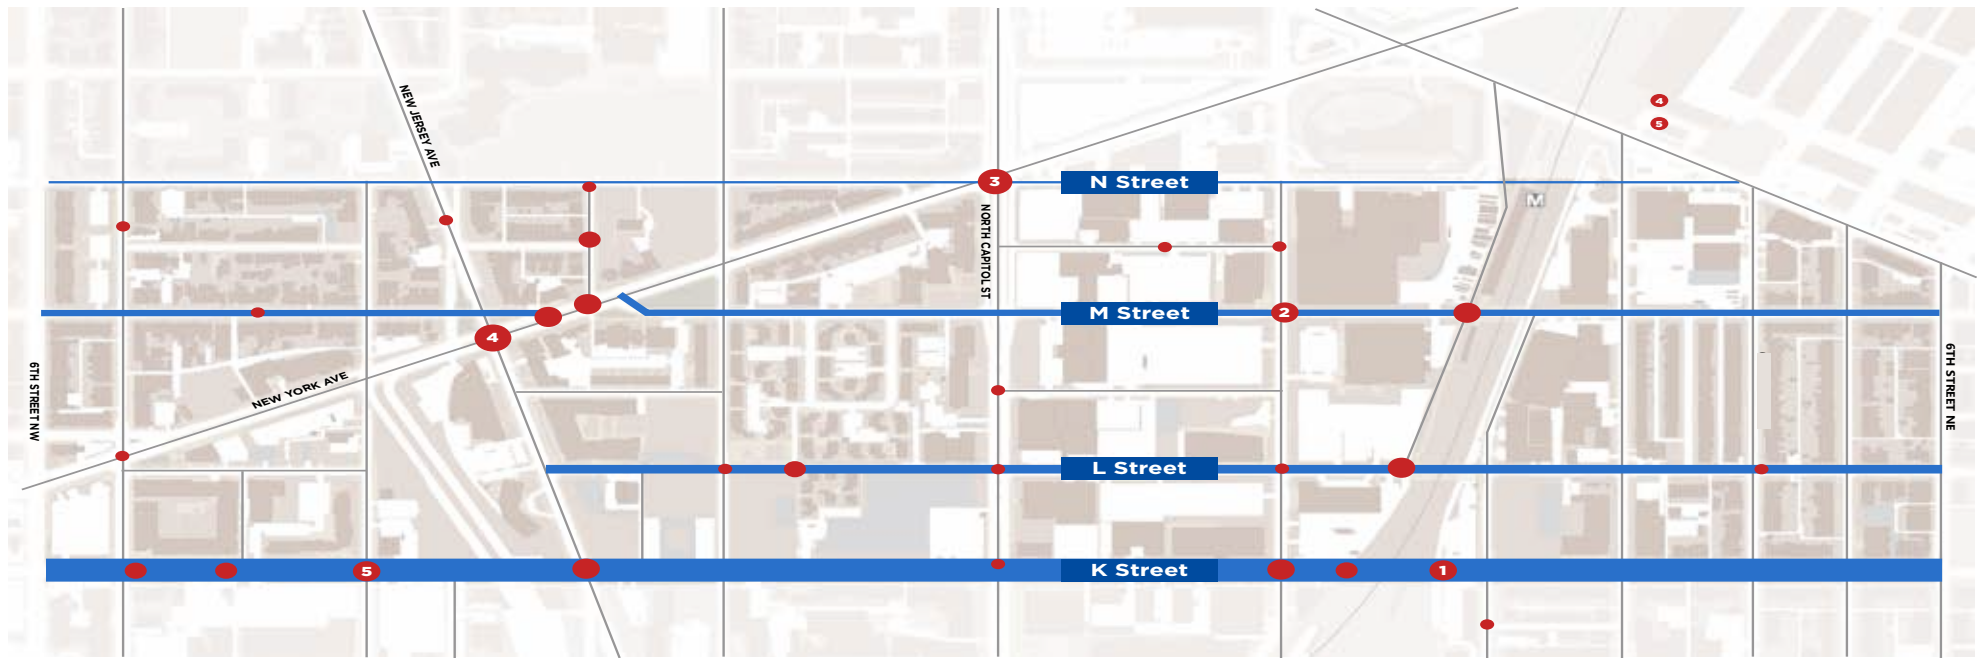 NEW JERSEY AVE
4
5
3
N Street
M
NORTH CAPITOL ST
M Street
2
4
6TH STREET NW
NEW YORK AVE
6TH STREET NE
L Street
5
K Street
1